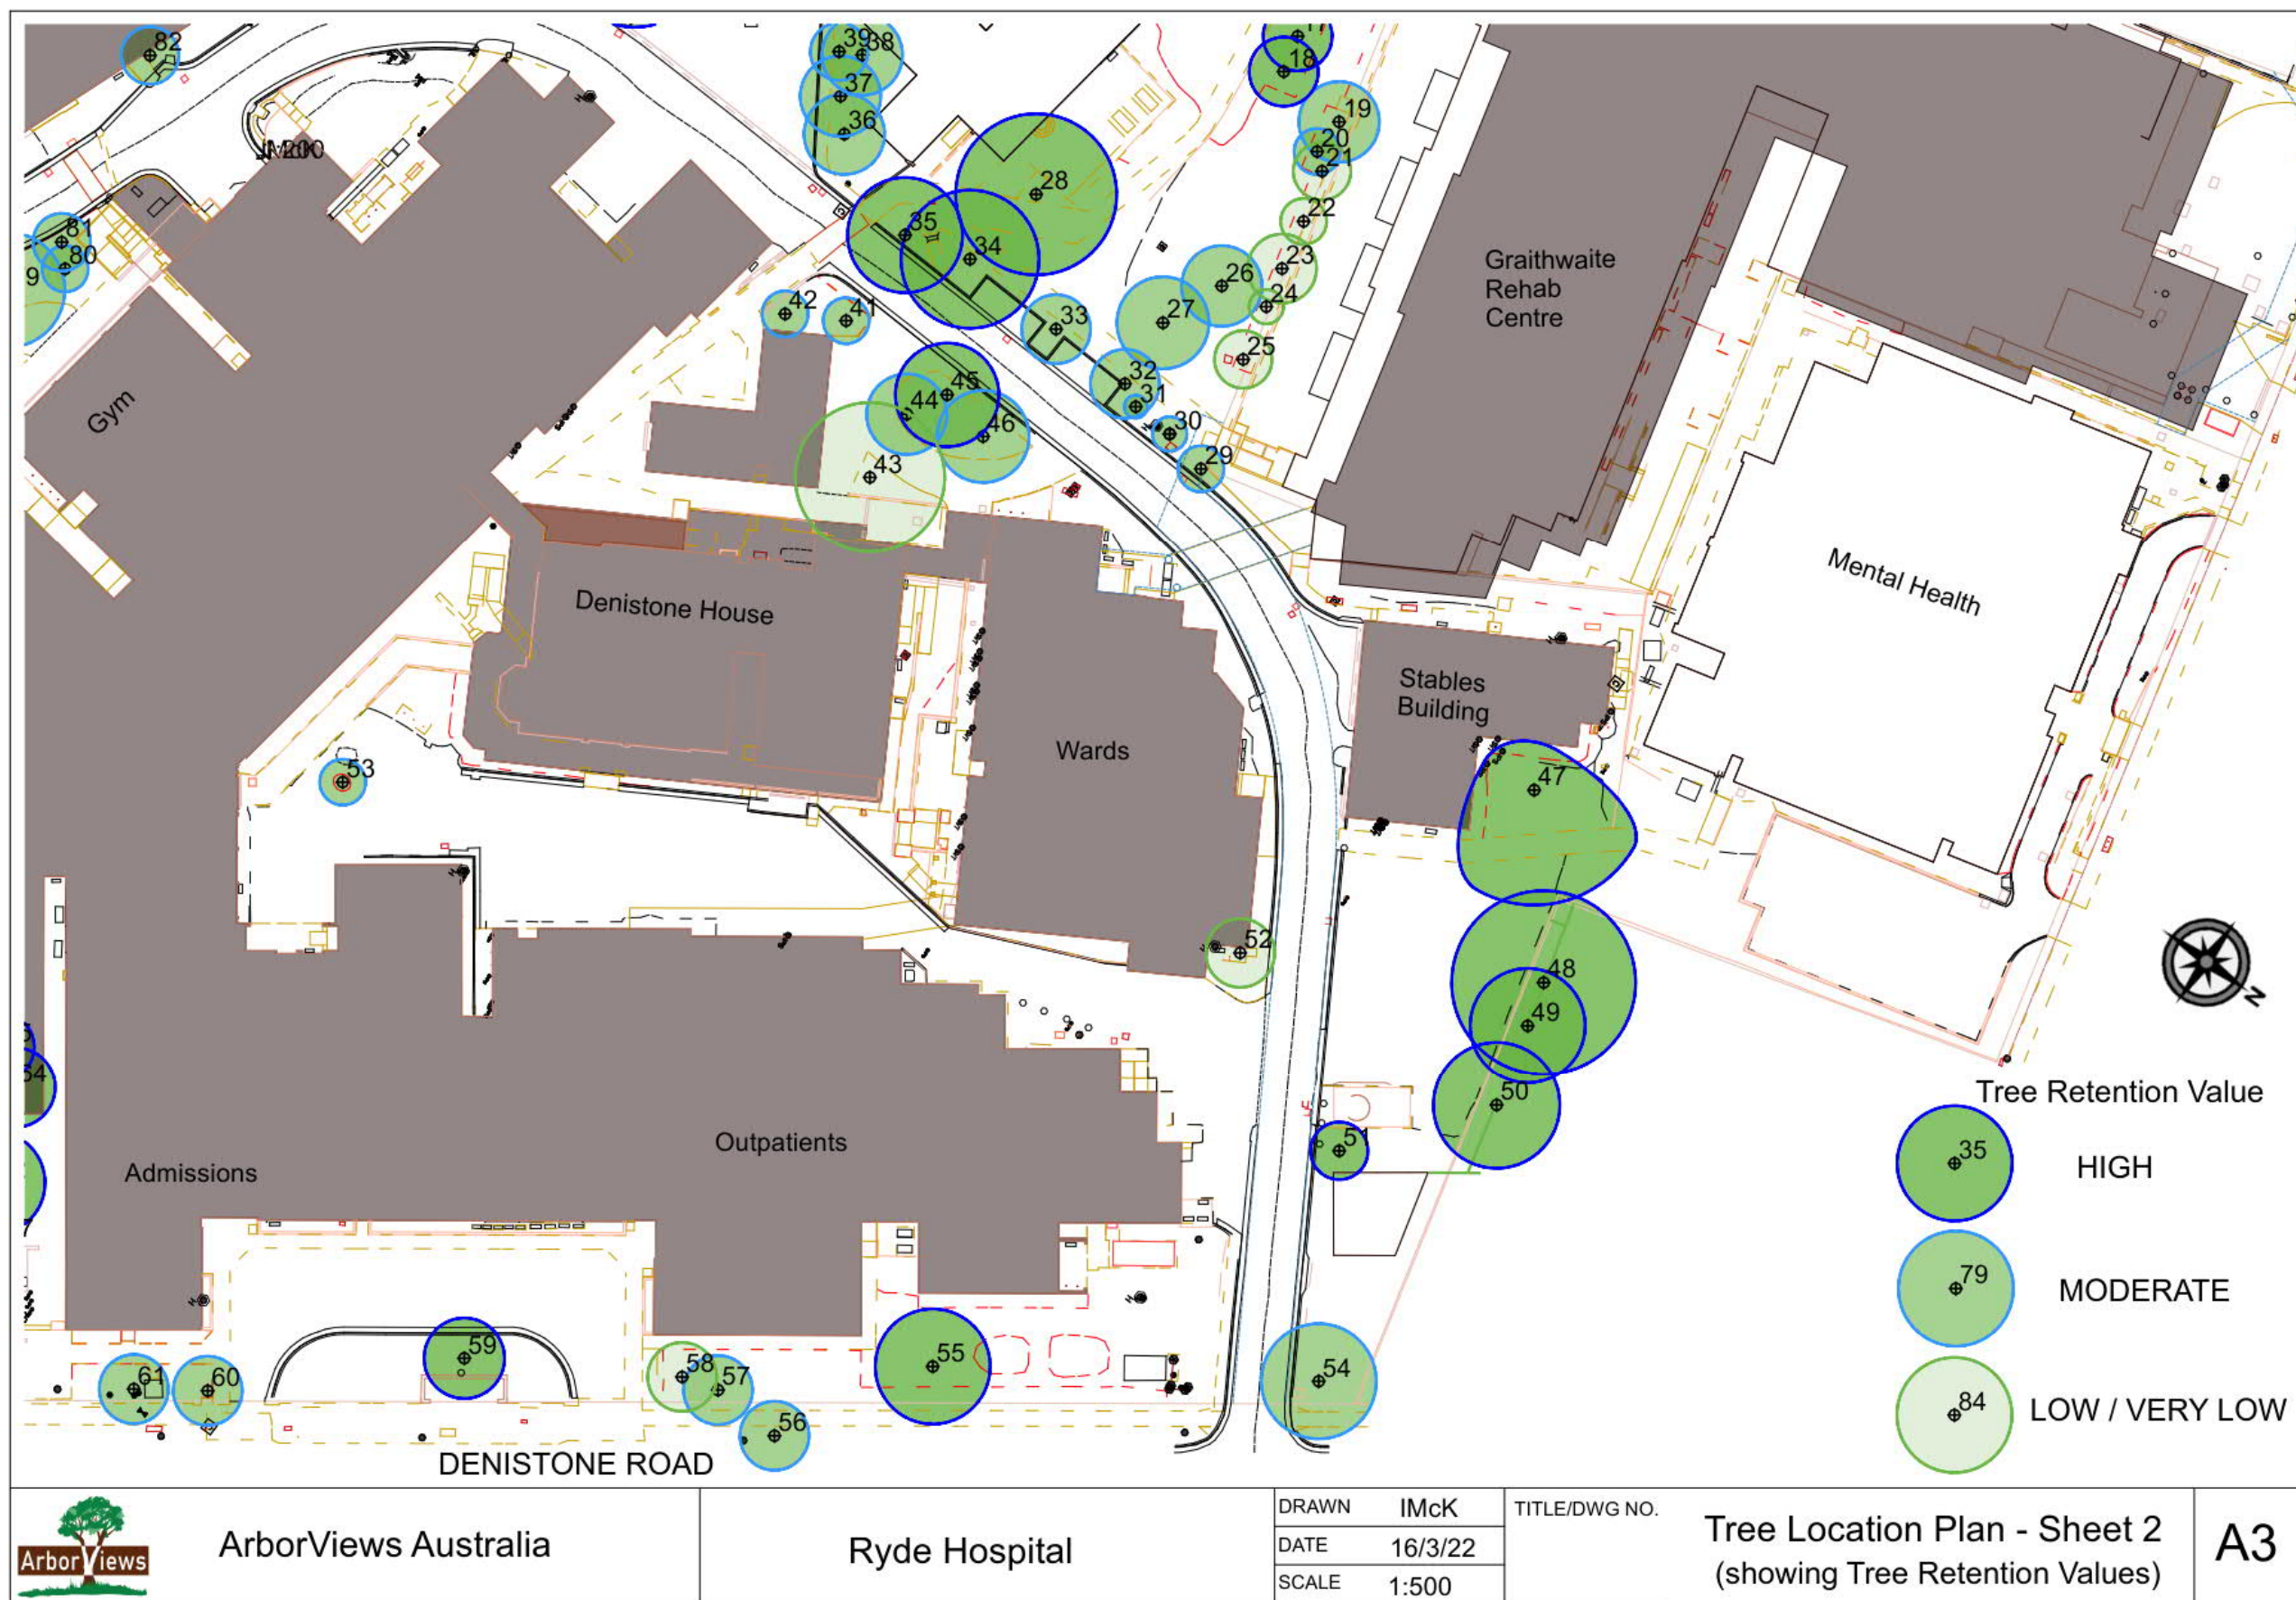 82
39
38
37
36
17
18
19
20
21
22
23
24
25
26
27
28
35
34
33
32
31
30
29
81
80
9
42
41
45
44
46
43
Gym
Graithwaite
Rehab
Centre
Mental Health
Denistone House
Wards
Stables
Building
47
48
49
50
51
52
53
54
Admissions
Outpatients
61
60
59
58
57
56
55
54
DENISTONE ROAD
N
Tree Retention Value
35
HIGH
79
MODERATE
84
LOW / VERY LOW
ArborViews
ArborViews Australia
Ryde Hospital
DRAWN IMcK
DATE 16/3/22
SCALE 1:500
TITLE/DWG NO.
Tree Location Plan - Sheet 2
(showing Tree Retention Values)
A3